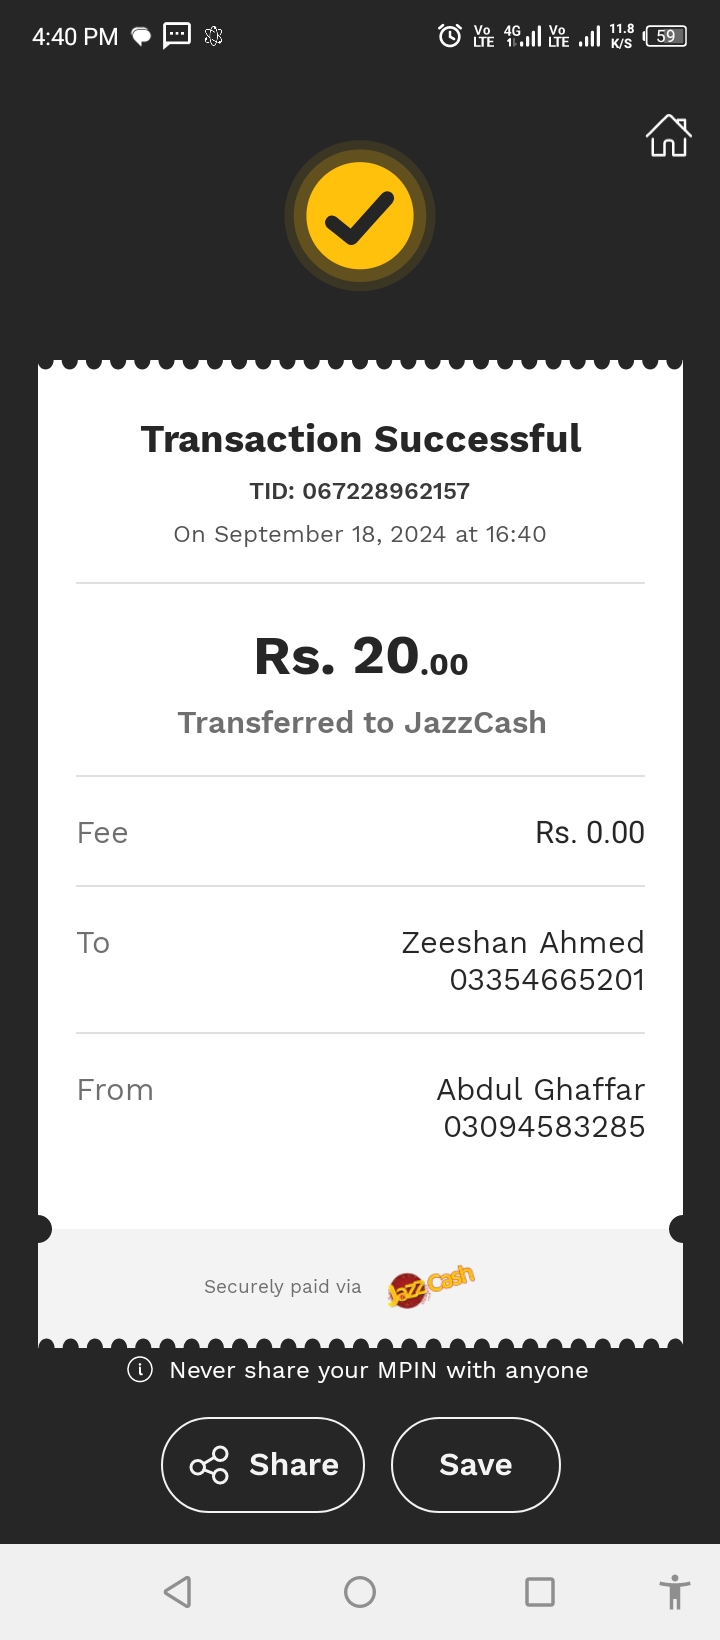 4:40 PM
Vo LTE 4G Vo LTE 11.8 K/S 59
Transaction Successful
TID: 067228962157
On September 18, 2024 at 16:40
Rs. 20.00
Transferred to JazzCash
Fee Rs. 0.00
To Zeeshan Ahmed
03354665201
From Abdul Ghaffar
03094583285
Securely paid via JazzCash
Never share your MPIN with anyone
Share Save